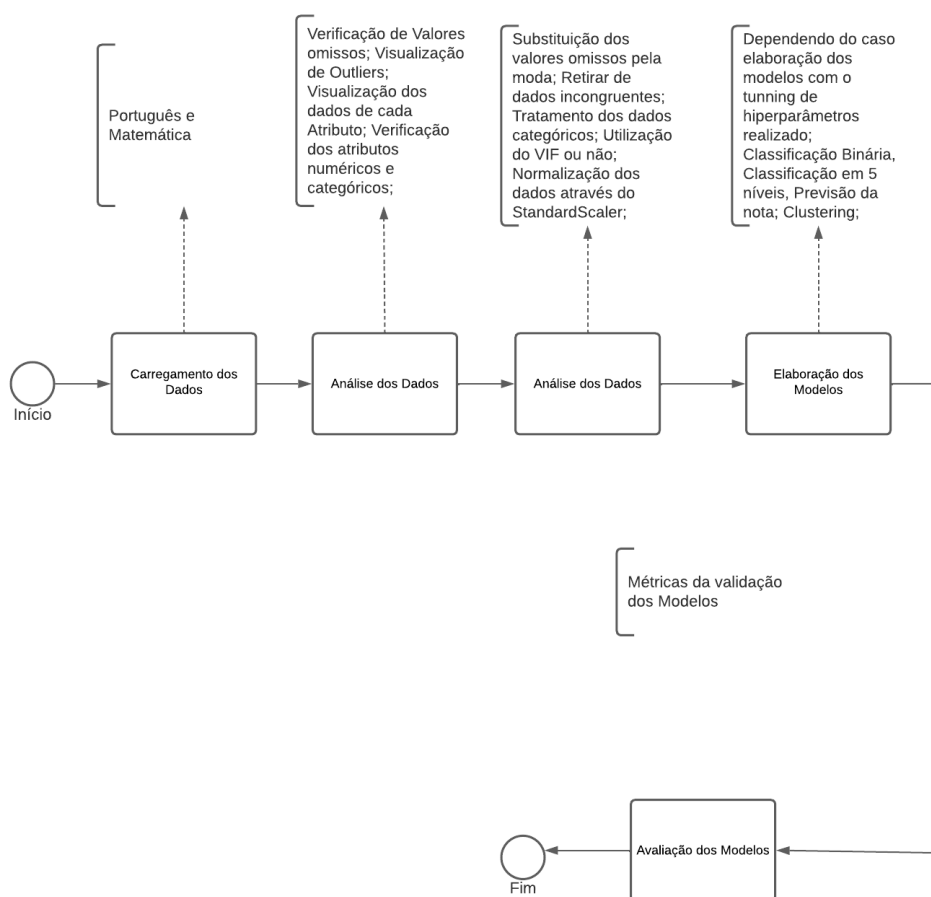 Português e
Matemática
Verificação de Valores
omissos; Visualização
de Outliers;
Visualização dos
dados de cada
Atributo; Verificação
dos atributos
numéricos e
categóricos;
Substituição dos
valores omissos pela
moda; Retirar de
dados incongruentes;
Tratamento dos dados
categóricos; Utilização
do VIF ou não;
Normalização dos
dados através do
StandardScaler;
Dependendo do caso
elaboração dos
modelos com o
tunning de
hiperparâmetros
realizado;
Classificação Binária,
Classificação em 5
níveis, Previsão da
nota; Clustering;
Início
Carregamento dos
Dados
Análise dos Dados
Análise dos Dados
Elaboração dos
Modelos
Métricas da validação
dos Modelos
Avaliação dos Modelos
Fim